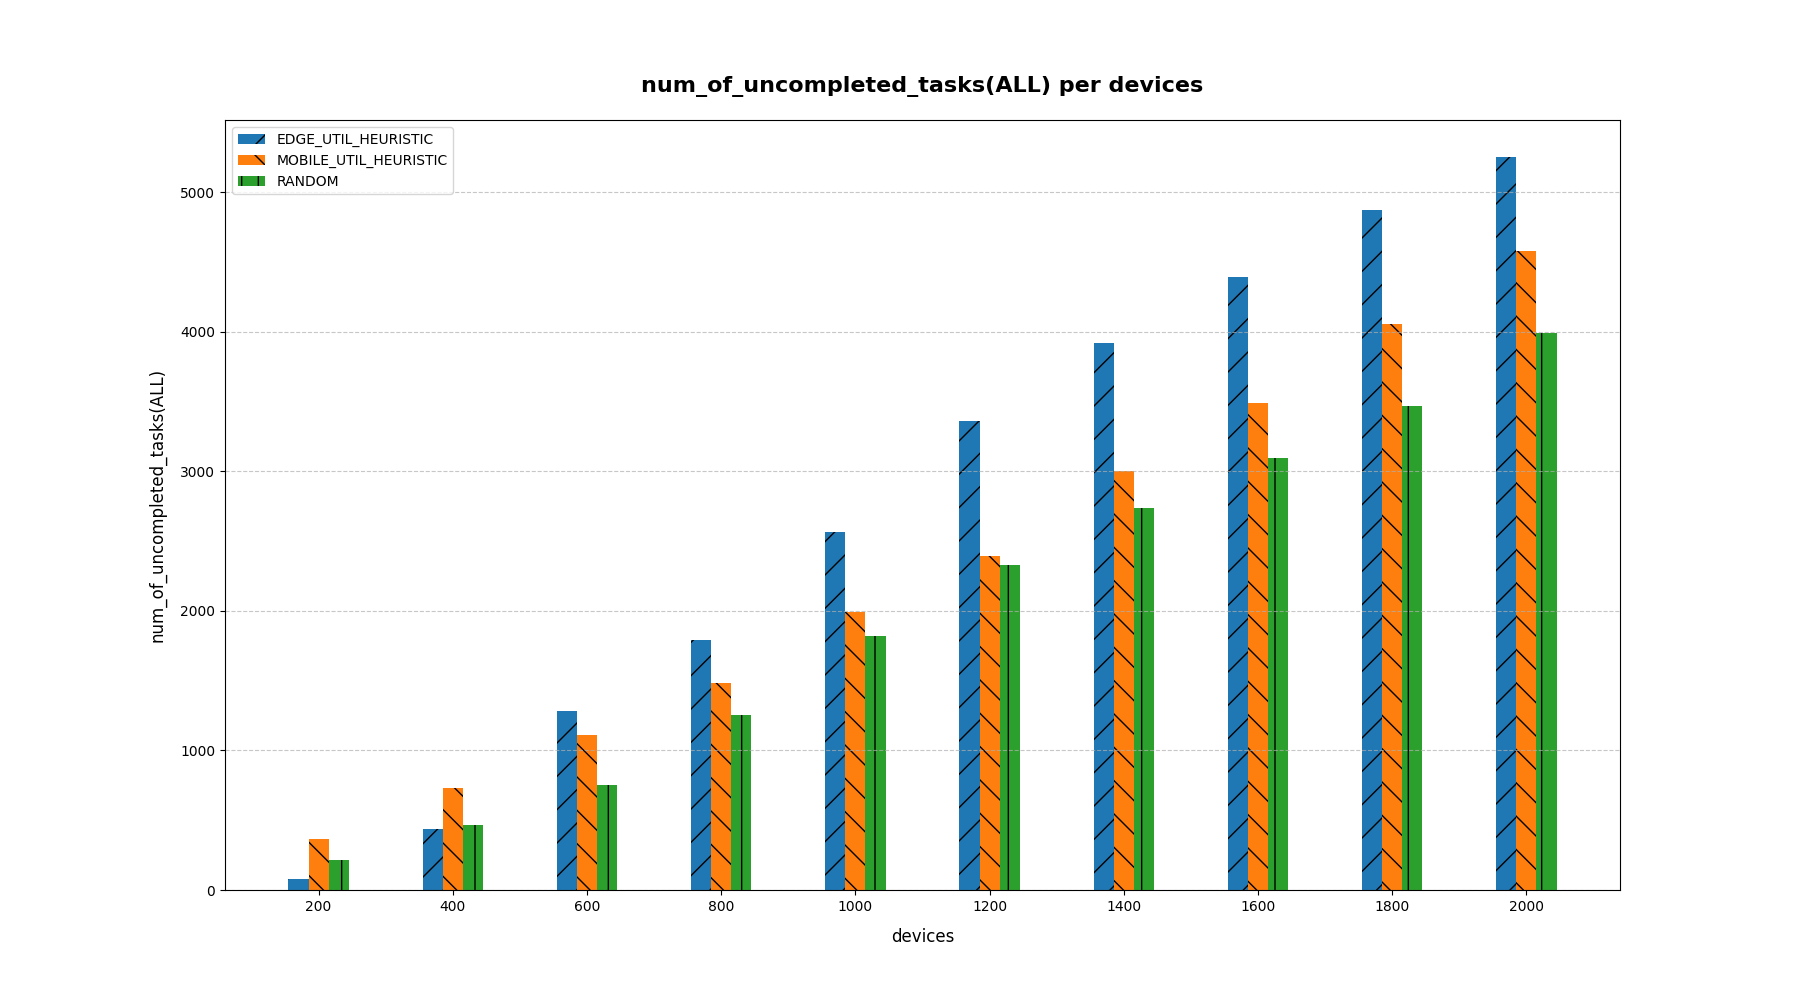 num_of_uncompleted_tasks(ALL) per devices
EDGE_UTIL_HEURISTIC
MOBILE_UTIL_HEURISTIC
RANDOM
num_of_uncompleted_tasks(ALL)
5000
4000
3000
2000
1000
0
200 400 600 800 1000 1200 1400 1600 1800 2000
devices